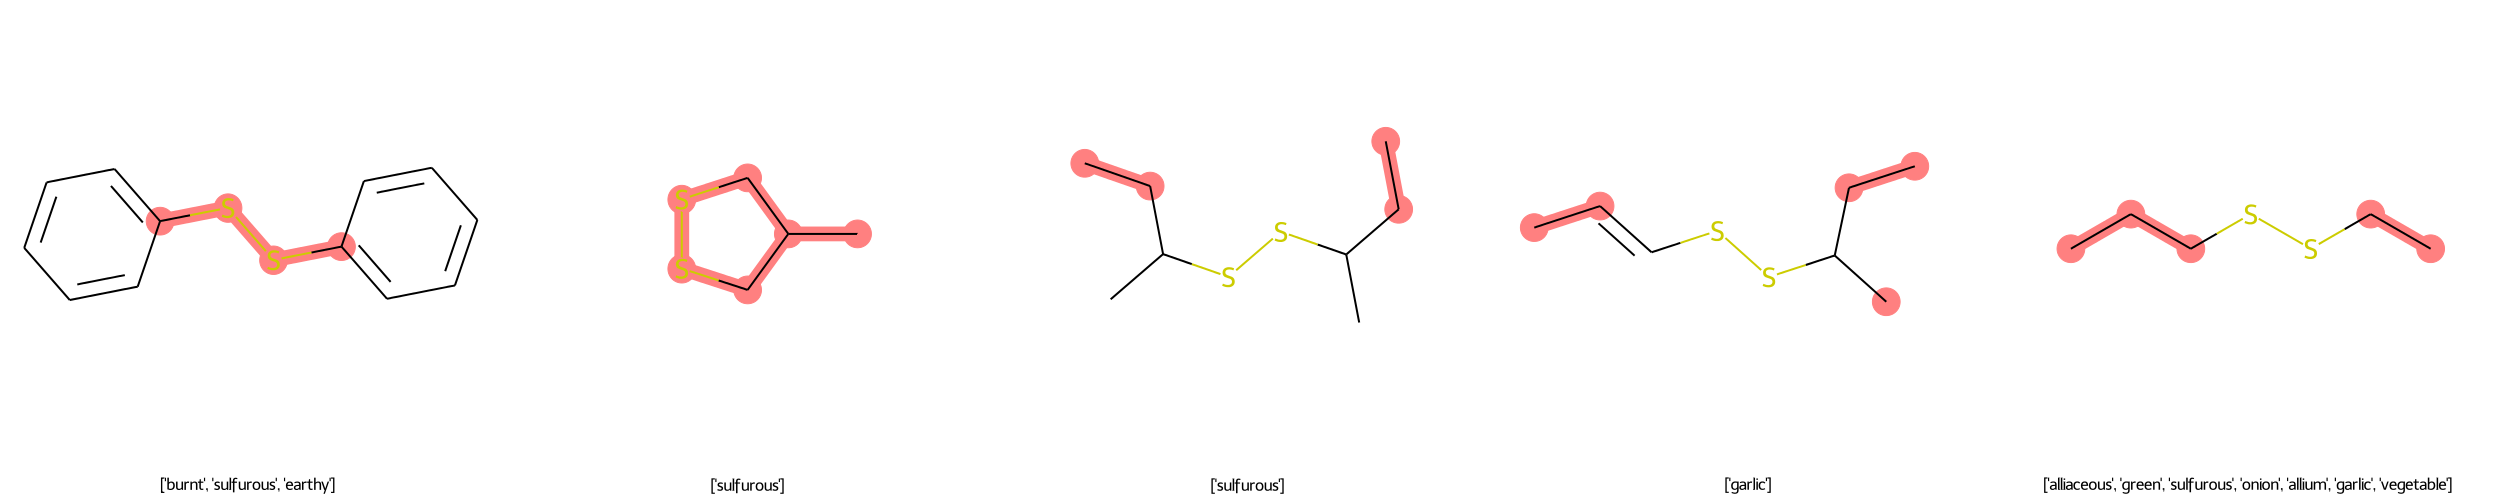 S
S
S
S
S
S
S
S
S
S
['burnt', 'sulfurous', 'earthy']
['sulfurous']
['sulfurous']
['garlic']
['alliaceous', 'green', 'sulfurous', 'onion', 'allium', 'garlic', 'vegetable']